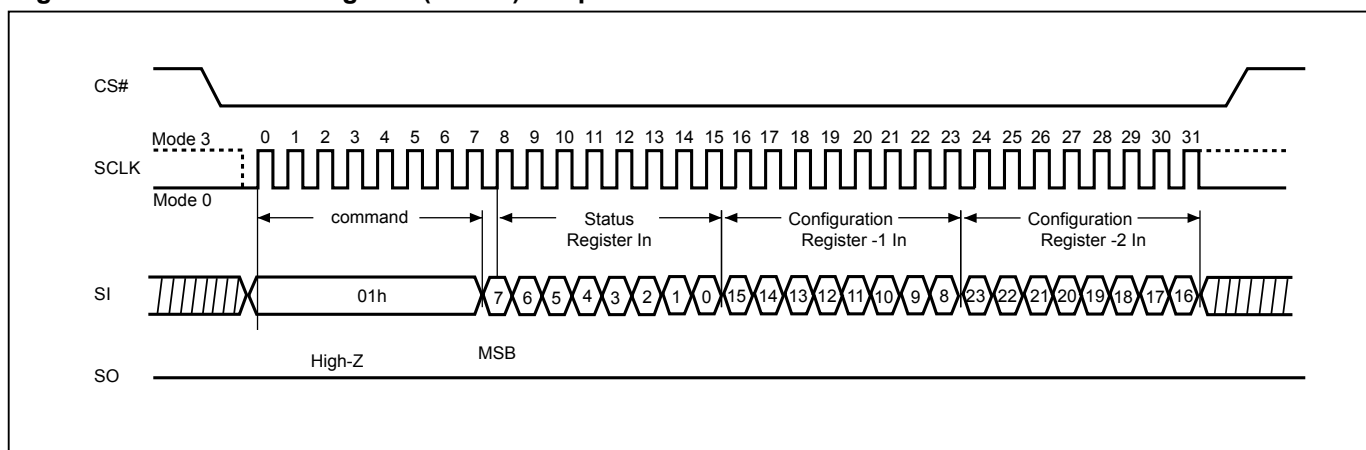 CS#
Mode 3
0 1 2 3 4 5 6 7 8 9 10 11 12 13 14 15 16 17 18 19 20 21 22 23 24 25 26 27 28 29 30 31
SCLK
Mode 0
command Status Configuration Configuration
Register In Register -1 In Register -2 In
SI 01h 7 6 5 4 3 2 1 0 15 14 13 12 11 10 9 8 23 22 21 20 19 18 17 16
High-Z MSB
SO